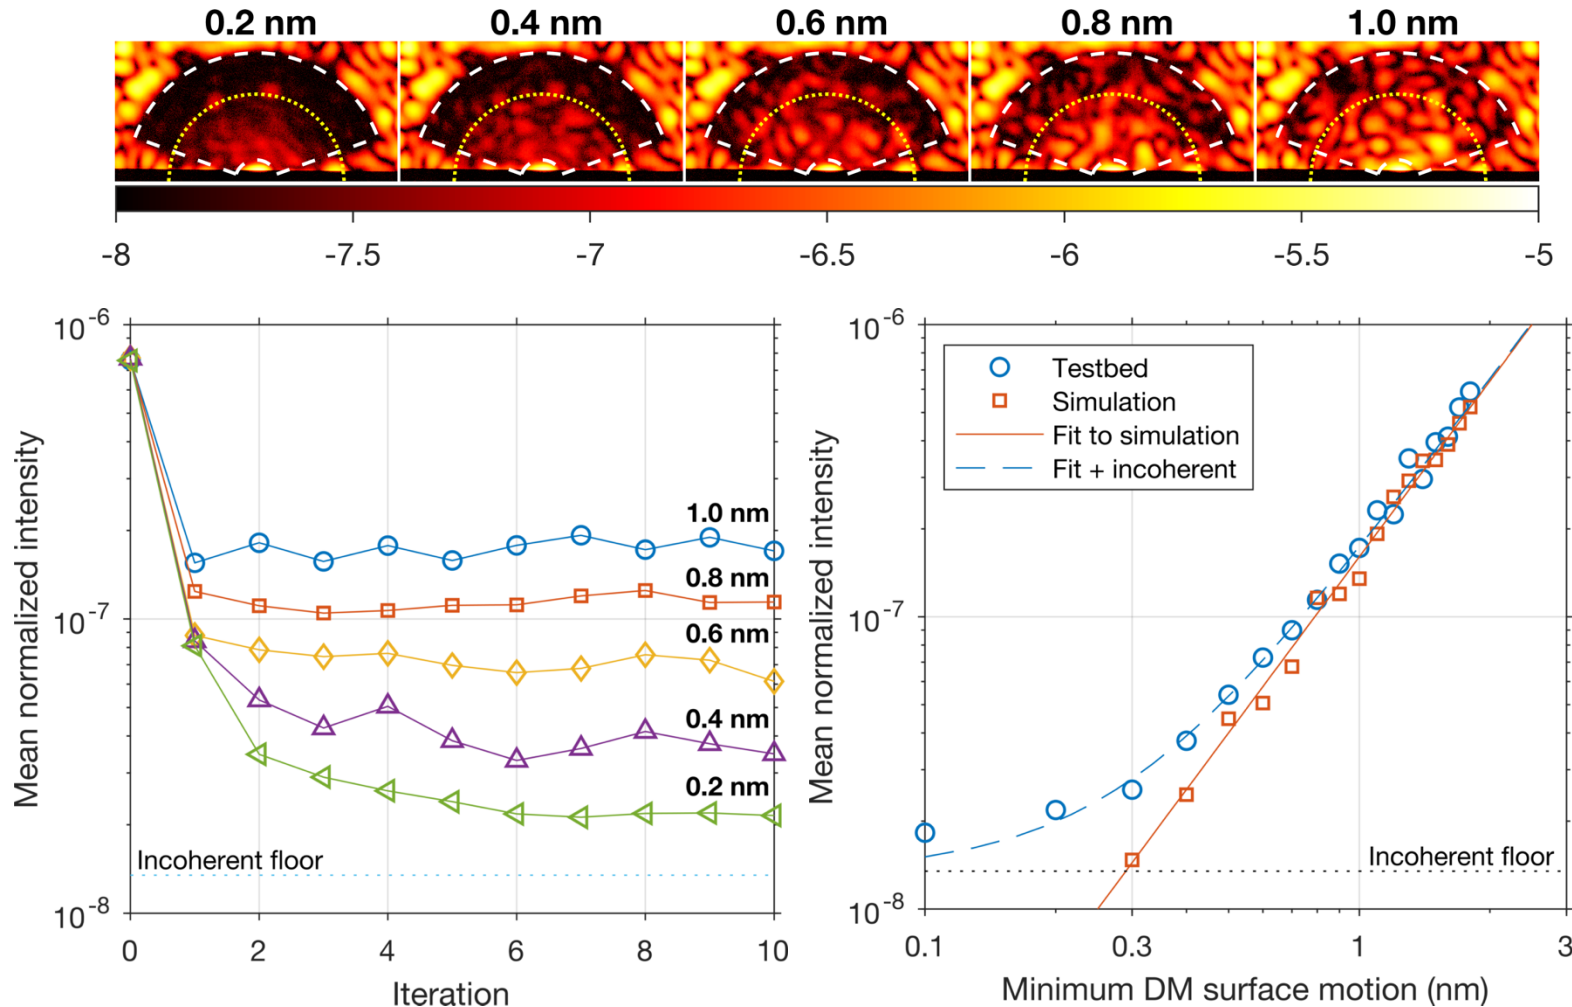 0.2 nm 0.4 nm 0.6 nm 0.8 nm 1.0 nm
-8 -7.5 -7 -6.5 -6 -5.5 -5
10-6
10-7
10-8
Mean normalized intensity
1.0 nm
0.8 nm
0.6 nm
0.4 nm
0.2 nm
Incoherent floor
0 2 4 6 8 10
Iteration
10-6
10-7
10-8
Mean normalized intensity
Testbed
Simulation
Fit to simulation
Fit + incoherent
Incoherent floor
0.1 0.3 1 3
Minimum DM surface motion (nm)